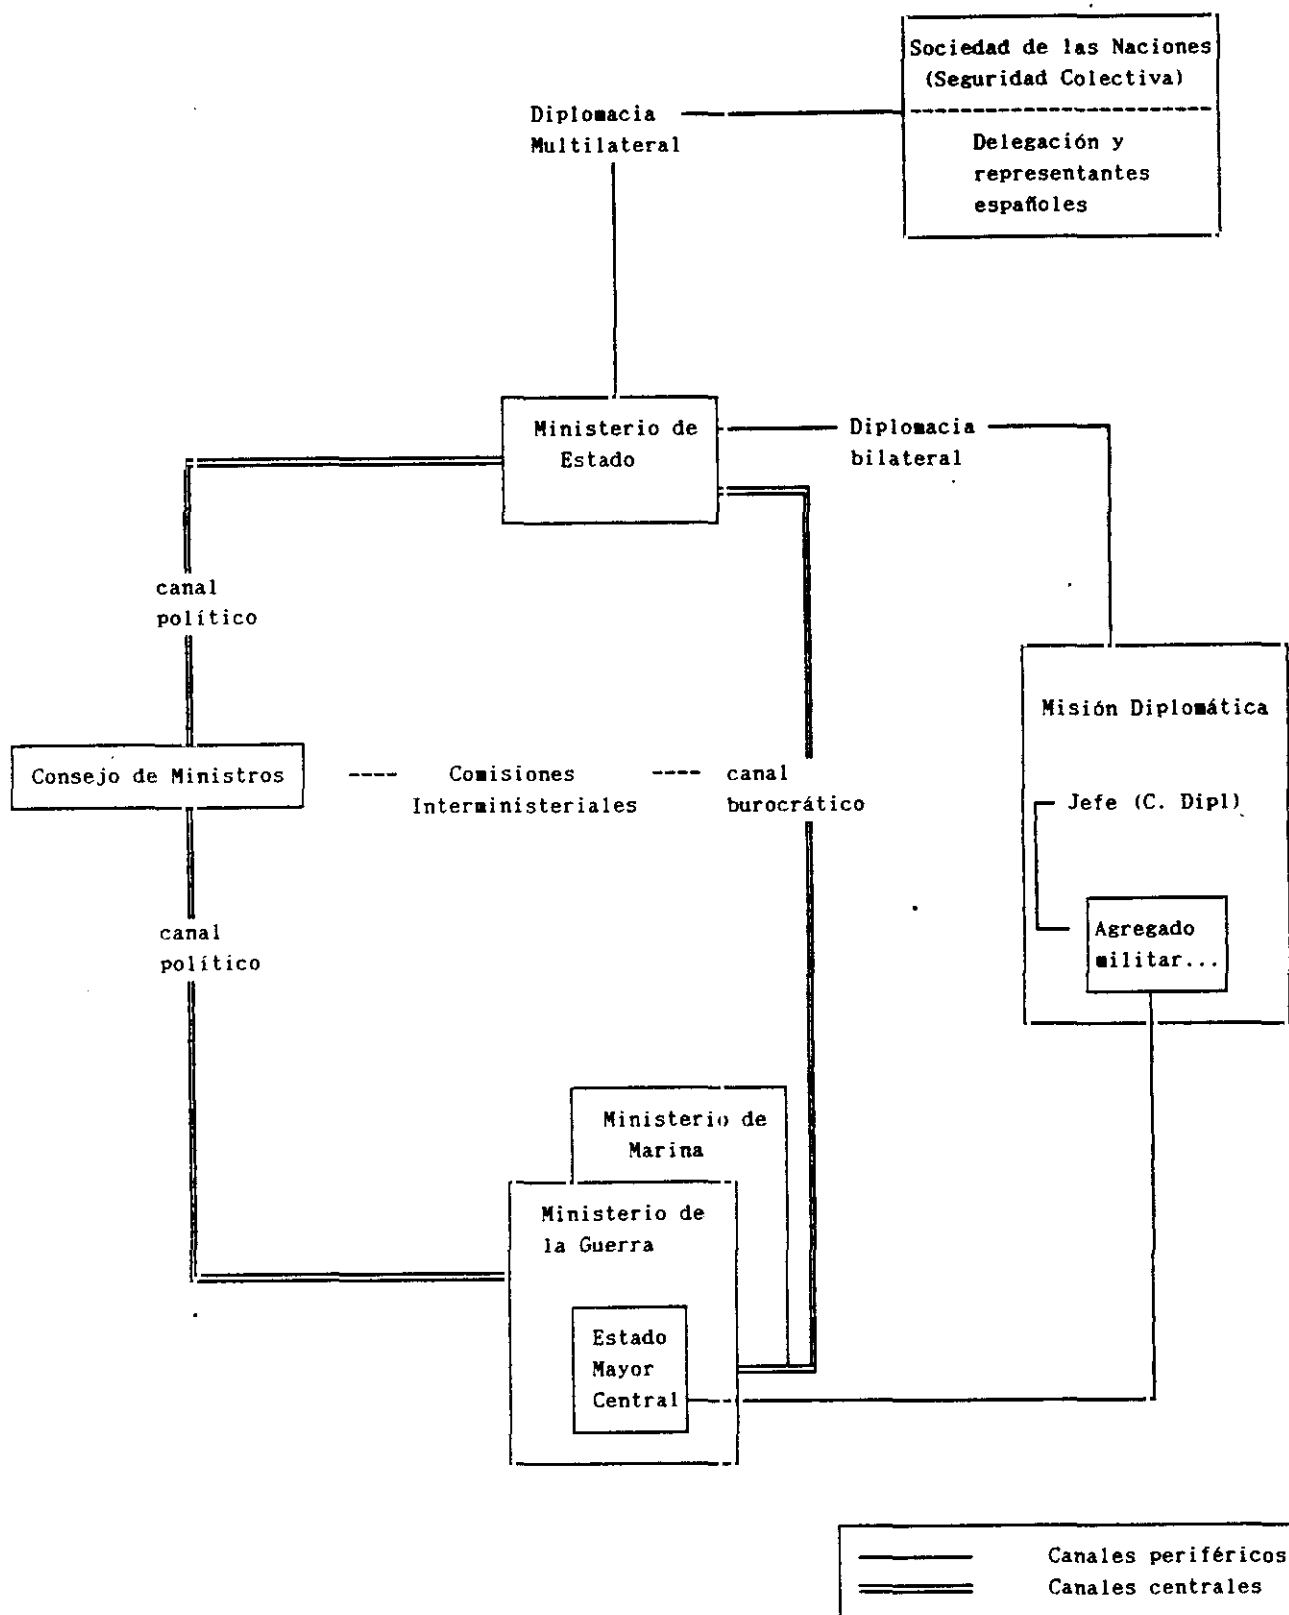 Sociedad de las Naciones
(Seguridad Colectiva)
Delegación y
representantes
españoles
Diplomacia
Multilateral
Ministerio de
Estado
Diplomacia
bilateral
canal
político
Misión Diplomática
Jefe (C. Dipl)
Agregado
militar...
Consejo de Ministros
---- Comisiones ----
Interministeriales
canal
burocrático
canal
político
Ministerio de
Marina
Ministerio de
la Guerra
Estado
Mayor
Central
Canales periféricos
Canales centrales